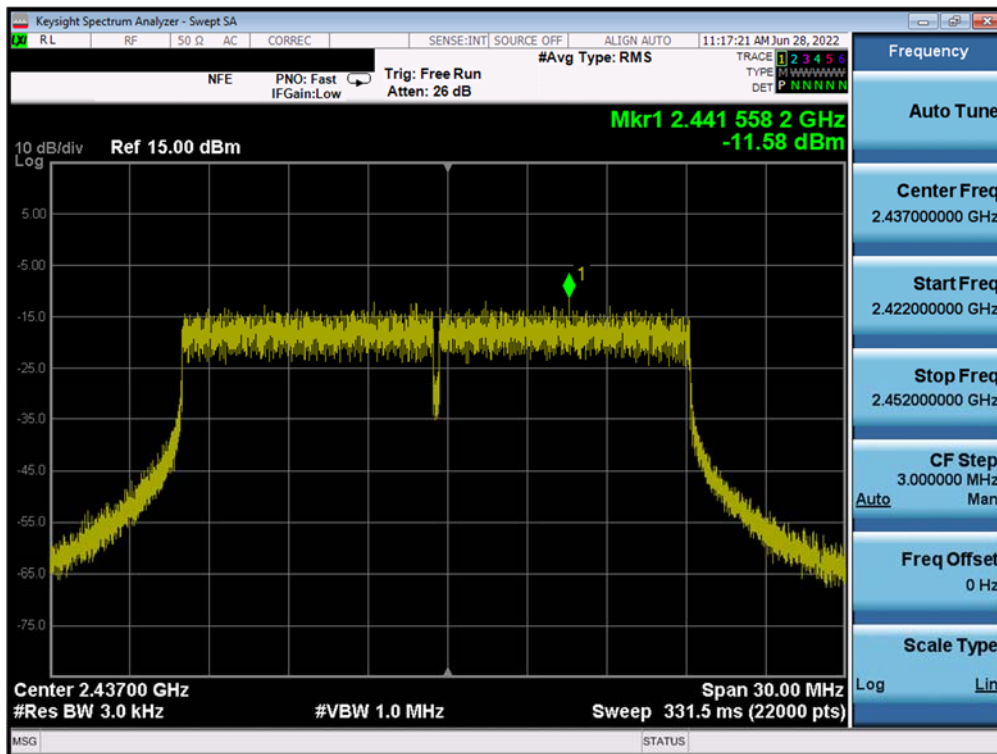 Keysight Spectrum Analyzer - Swept SA
LXI RL RF 50 Ω AC CORREC SENSE:INT SOURCE OFF ALIGN AUTO 11:17:21 AM Jun 28, 2022
NFE PNO: Fast Trig: Free Run #Avg Type: RMS TRACE 1 2 3 4 5 6
IFGain:Low Atten: 26 dB TYPE M WWWWW
DET P N N N N N
Mkr1 2.441 558 2 GHz
-11.58 dBm
10 dB/div Ref 15.00 dBm
Log
1
5.00
-5.00
-15.0
-25.0
-35.0
-45.0
-55.0
-65.0
-75.0
Center 2.43700 GHz Span 30.00 MHz
#Res BW 3.0 kHz #VBW 1.0 MHz Sweep 331.5 ms (22000 pts)
MSG STATUS
Frequency
Auto Tune
Center Freq
2.437000000 GHz
Start Freq
2.422000000 GHz
Stop Freq
2.452000000 GHz
CF Step
3.000000 MHz
Auto Man
Freq Offset
0 Hz
Scale Type
Log Lin